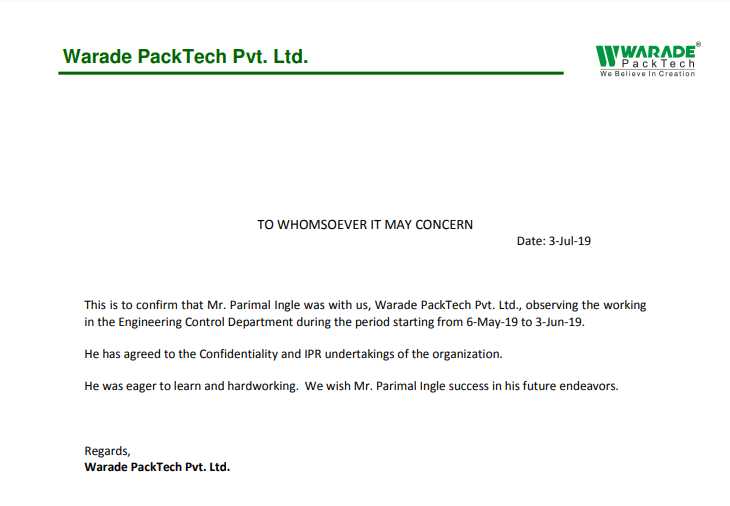 Warade PackTech Pvt. Ltd.
WARADE®
PackTech
We Believe In Creation
TO WHOMSOEVER IT MAY CONCERN
Date: 3-Jul-19
This is to confirm that Mr. Parimal Ingle was with us, Warade PackTech Pvt. Ltd., observing the working
in the Engineering Control Department during the period starting from 6-May-19 to 3-Jun-19.
He has agreed to the Confidentiality and IPR undertakings of the organization.
He was eager to learn and hardworking.  We wish Mr. Parimal Ingle success in his future endeavors.
Regards,
Warade PackTech Pvt. Ltd.